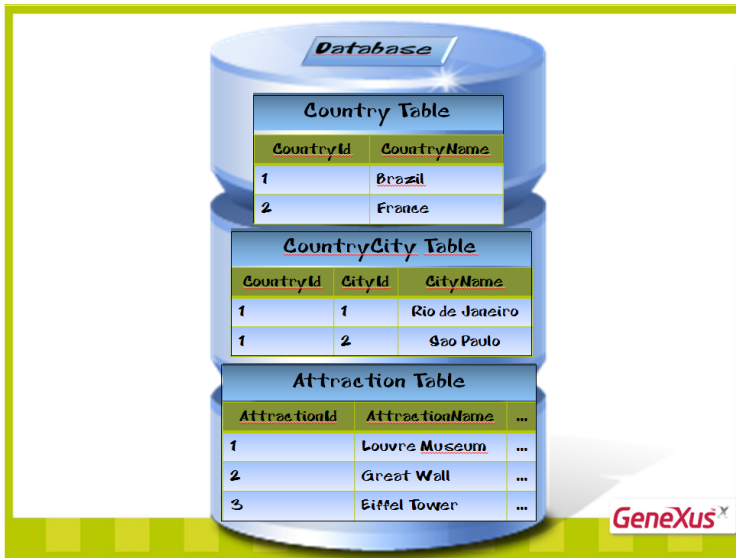 Database
Country Table
CountryId CountryName
1 Brazil
2 France
CountryCity Table
CountryId CityId CityName
1 1 Rio de Janeiro
1 2 Sao Paulo
Attraction Table
AttractionId AttractionName ...
1 Louvre Museum ...
2 Great Wall ...
3 Eiffel Tower ...
GeneXus X